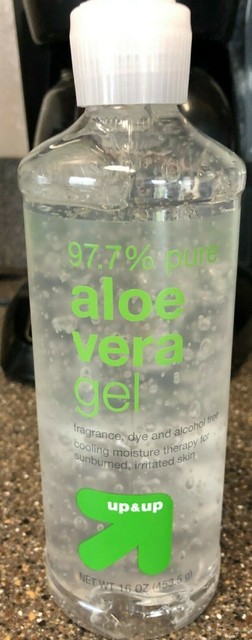 97.7% pure
aloe
vera
gel
fragrance, dye and alcohol free
cooling moisture therapy for
sunburned, irritated skin
up&up
NET WT 16 OZ (453.6 g)